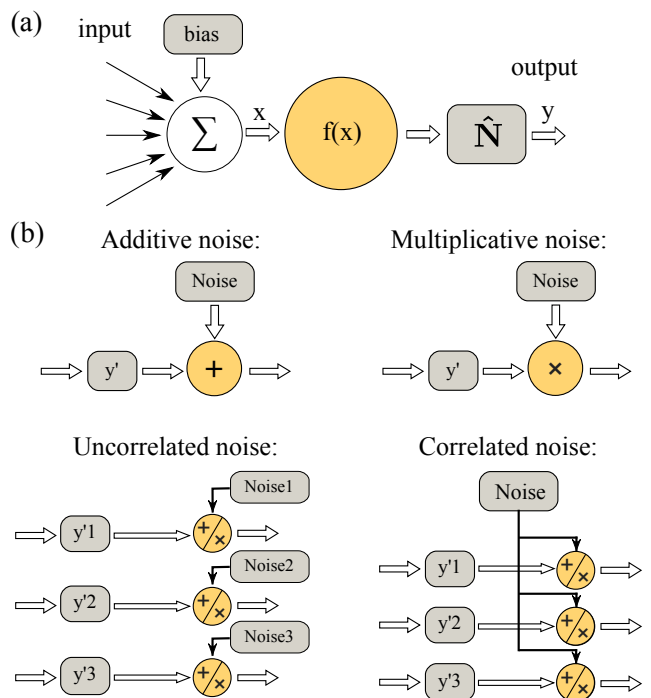 (a)
input
bias
output
Σ
x
f(x)
N̂
y
(b)
Additive noise:
Multiplicative noise:
Noise
Noise
y'
+
y'
×
Uncorrelated noise:
Correlated noise:
Noise1
y'1
+/×
Noise2
y'2
+/×
Noise3
y'3
+/×
Noise
y'1
+/×
y'2
+/×
y'3
+/×